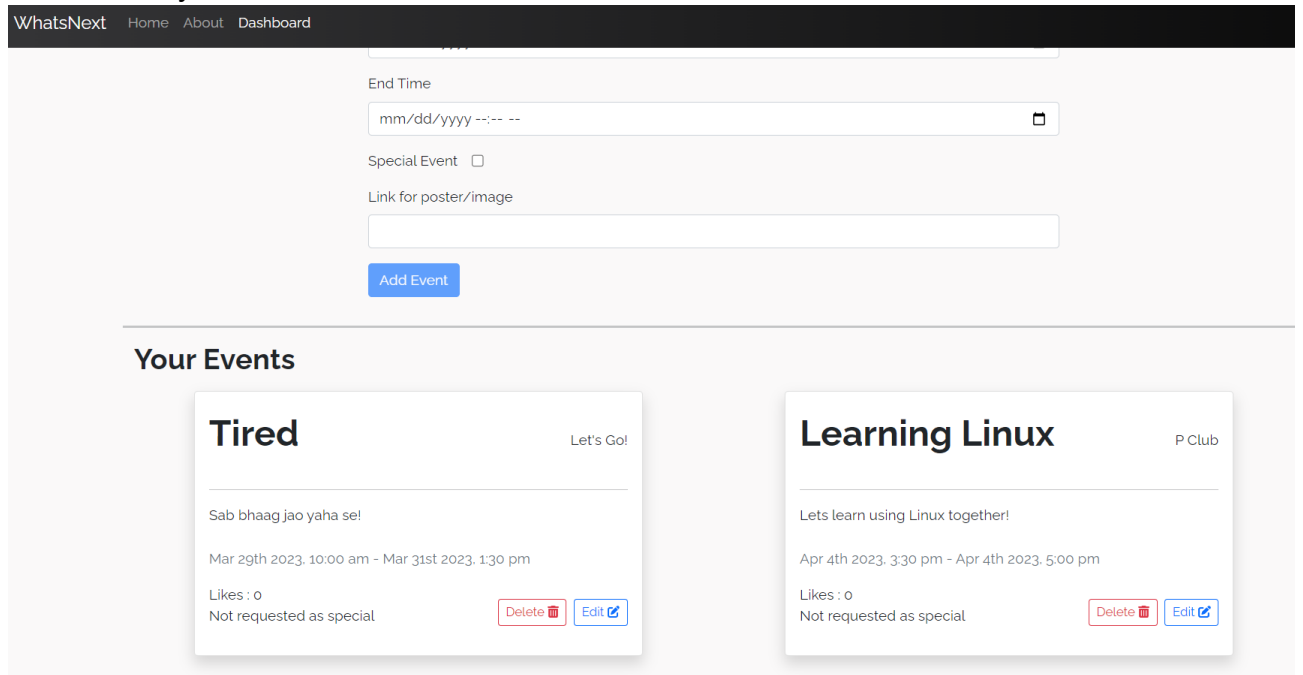 WhatsNext Home About Dashboard
End Time
mm/dd/yyyy --:-- --
Special Event
Link for poster/image
Add Event
Your Events
Tired Let's Go!
Sab bhaag jao yaha se!
Mar 29th 2023, 10:00 am - Mar 31st 2023, 1:30 pm
Likes : 0
Not requested as special
Delete Edit
Learning Linux P Club
Lets learn using Linux together!
Apr 4th 2023, 3:30 pm - Apr 4th 2023, 5:00 pm
Likes : 0
Not requested as special
Delete Edit